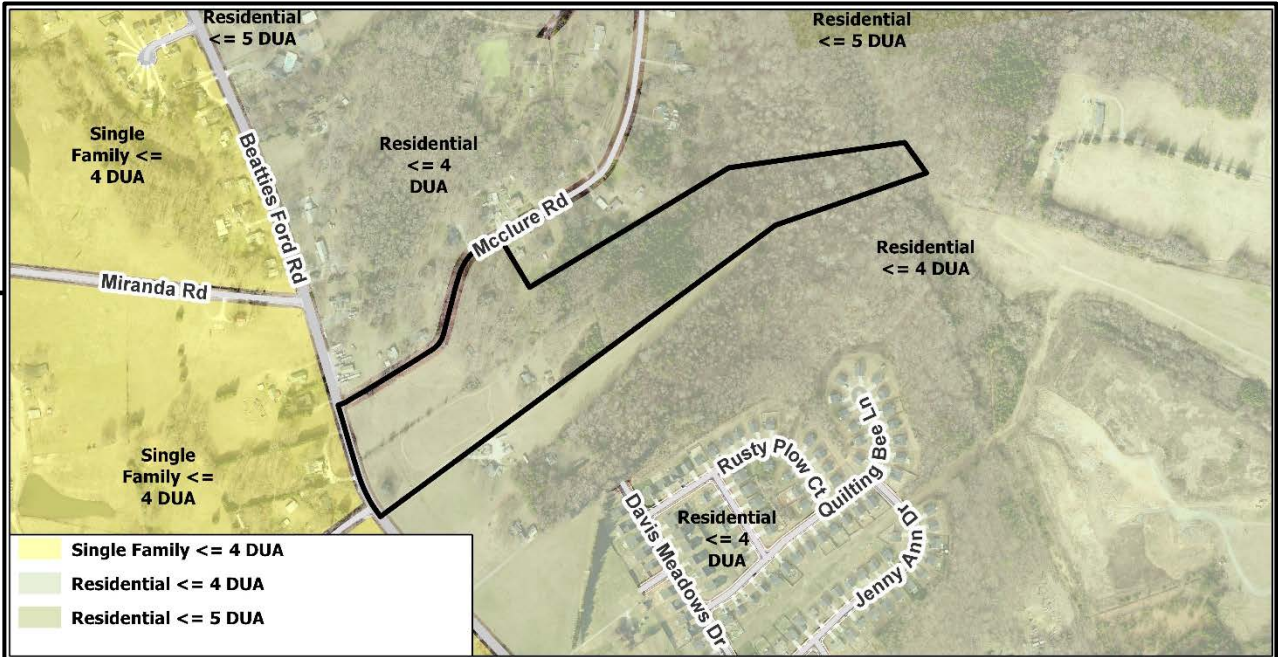 Residential
<= 5 DUA
Residential
<= 5 DUA
Single
Family <=
4 DUA
Beatties Ford Rd
Residential
<= 4
DUA
Mcclure Rd
Residential
<= 4 DUA
Miranda Rd
Single
Family <=
4 DUA
Rusty Plow Ct
Quilting Bee Ln
Davis Meadows Dr
Residential
<= 4
DUA
Jenny Ann Dr
Single Family <= 4 DUA
Residential <= 4 DUA
Residential <= 5 DUA